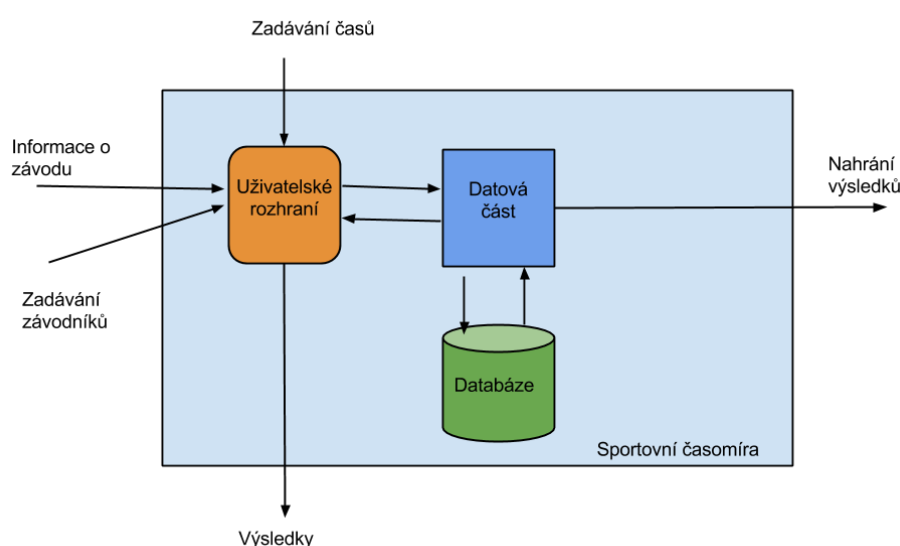 Zadávání časů
Informace o
závodu
Uživatelské
rozhraní
Datová
část
Nahrání
výsledků
Zadávání
závodníků
Databáze
Sportovní časomíra
Výsledky